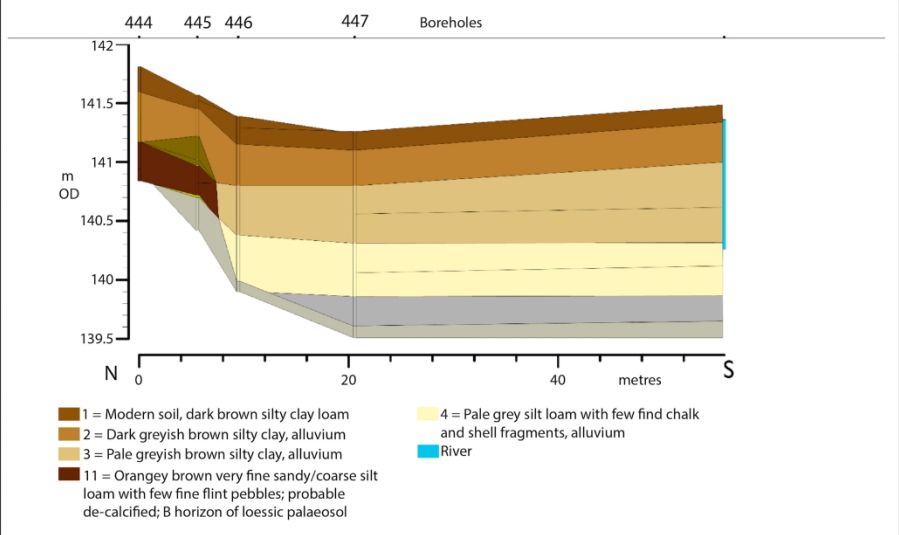 444 445 446 447 Boreholes
142
141.5
141
m
OD
140.5
140
139.5
N S
0 20 40 metres
1 = Modern soil, dark brown silty clay loam
2 = Dark greyish brown silty clay, alluvium
3 = Pale greyish brown silty clay, alluvium
11 = Orangey brown very fine sandy/coarse silt
loam with few fine flint pebbles; probable
de-calcified; B horizon of loessic palaeosol
4 = Pale grey silt loam with few find chalk
and shell fragments, alluvium
River